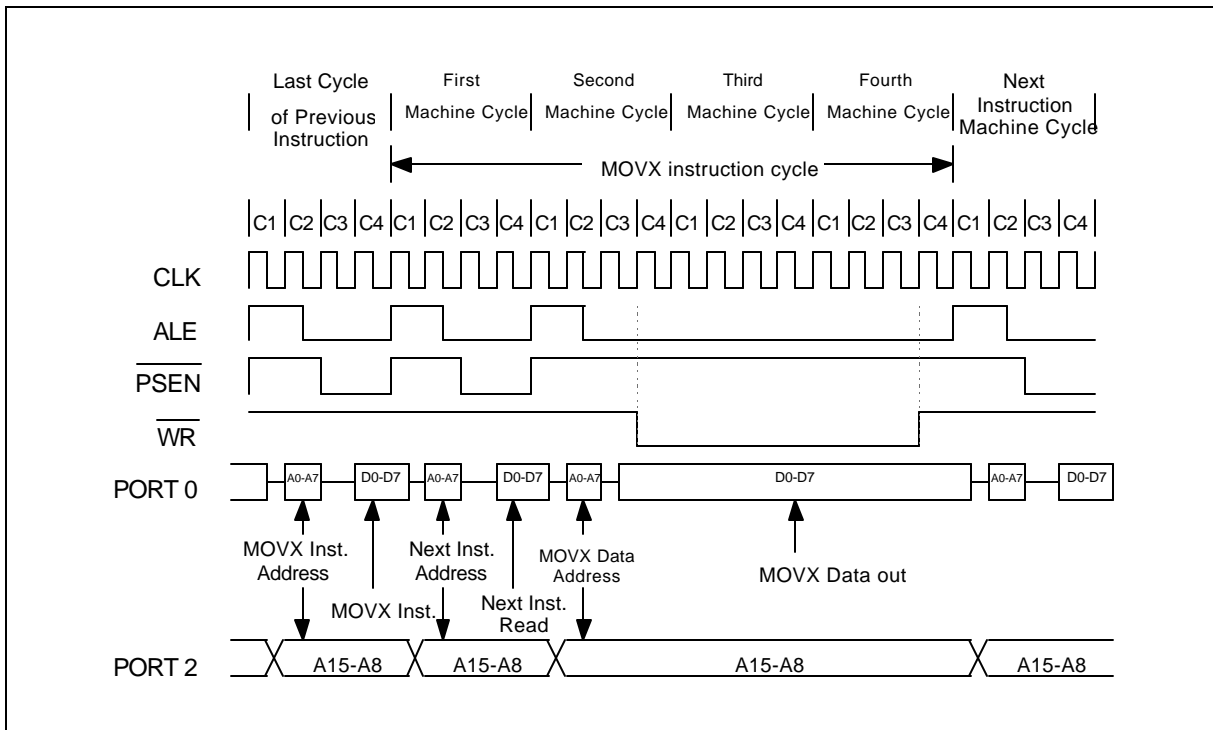 Last Cycle
of Previous
Instruction
First
Machine Cycle
Second
Machine Cycle
Third
Machine Cycle
Fourth
Machine Cycle
Next
Instruction
Machine Cycle
MOVX instruction cycle
C1 C2 C3 C4 C1 C2 C3 C4 C1 C2 C3 C4 C1 C2 C3 C4 C1 C2 C3 C4 C1 C2 C3 C4
CLK
ALE
PSEN
WR
PORT 0
A0-A7 D0-D7 A0-A7 D0-D7 A0-A7 D0-D7 A0-A7 D0-D7
MOVX Inst.
Address
MOVX Inst.
Next Inst.
Address
Next Inst.
Read
MOVX Data
Address
MOVX Data out
PORT 2
A15-A8 A15-A8 A15-A8 A15-A8